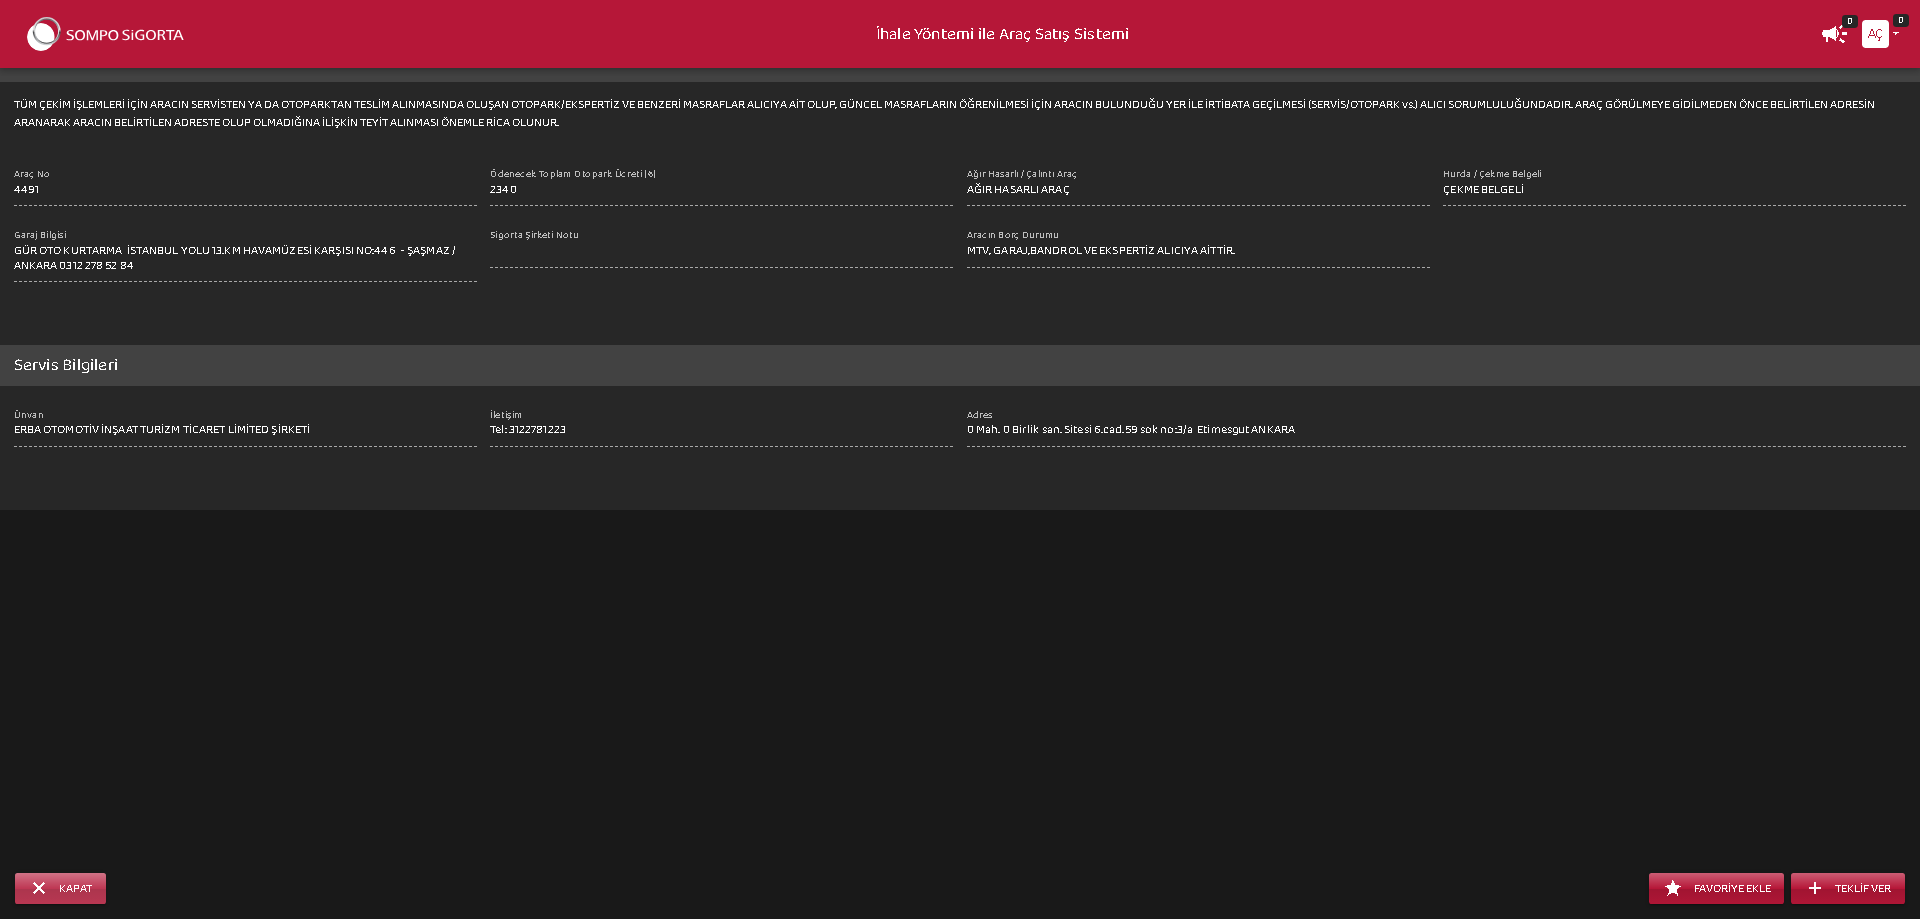 SOMPO SİGORTA
İhale Yöntemi ile Araç Satış Sistemi
0
AÇ
0
TÜM ÇEKİM İŞLEMLERİ İÇİN ARACIN SERVİSTEN YA DA OTOPARKTAN TESLİM ALINMASINDA OLUŞAN OTOPARK/EKSPERTİZ VE BENZERİ MASRAFLAR ALICIYA AİT OLUP, GÜNCEL MASRAFLARIN ÖĞRENİLMESİ İÇİN ARACIN BULUNDUĞU YER İLE İRTİBATA GEÇİLMESİ (SERVİS/OTOPARK vs.) ALICI SORUMLULUĞUNDADIR. ARAÇ GÖRÜLMEYE GİDİLMEDEN ÖNCE BELİRTİLEN ADRESİN
ARANARAK ARACIN BELİRTİLEN ADRESTE OLUP OLMADIĞINA İLİŞKİN TEYİT ALINMASI ÖNEMLE RİCA OLUNUR.
Araç No
4491
Ödenecek Toplam Otopark Ücreti (₺)
2340
Ağır Hasarlı / Çalıntı Araç
AĞIR HASARLI ARAÇ
Hurda / Çekme Belgeli
ÇEKME BELGELİ
Garaj Bilgisi
GÜR OTO KURTARMA İSTANBUL YOLU 13.KM HAVAMÜZESİ KARŞISI NO:446 - ŞAŞMAZ /
ANKARA 0312 278 52 84
Sigorta Şirketi Notu
Aracın Borç Durumu
MTV, GARAJ,BANDROL VE EKSPERTİZ ALICIYA AİTTİR.
Servis Bilgileri
Ünvan
ERBA OTOMOTİV İNŞAAT TURİZM TİCARET LİMİTED ŞİRKETİ
İletişim
Tel: 3122781223
Adres
0 Mah. 0 Birlik san. Sitesi 6.cad.59 sok no:3/a Etimesgut ANKARA
KAPAT
FAVORİYE EKLE
TEKLİF VER